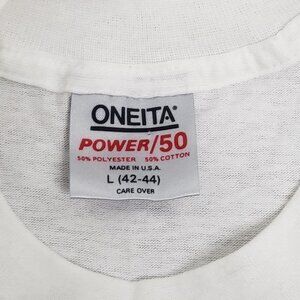 ONEITA®
POWER/50
50% POLYESTER 50% COTTON
MADE IN U.S.A.
L (42-44)
CARE OVER